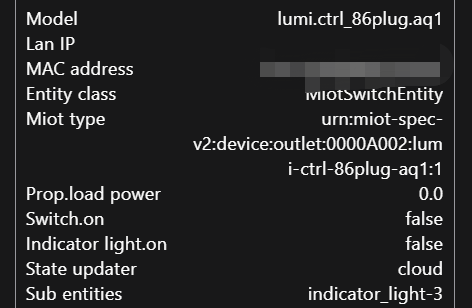 Model lumi.ctrl_86plug.aq1
Lan IP
MAC address
Entity class MiotSwitchEntity
Miot type urn:miot-spec-
v2:device:outlet:0000A002:lum
i-ctrl-86plug-aq1:1
Prop.load power 0.0
Switch.on false
Indicator light.on false
State updater cloud
Sub entities indicator_light-3